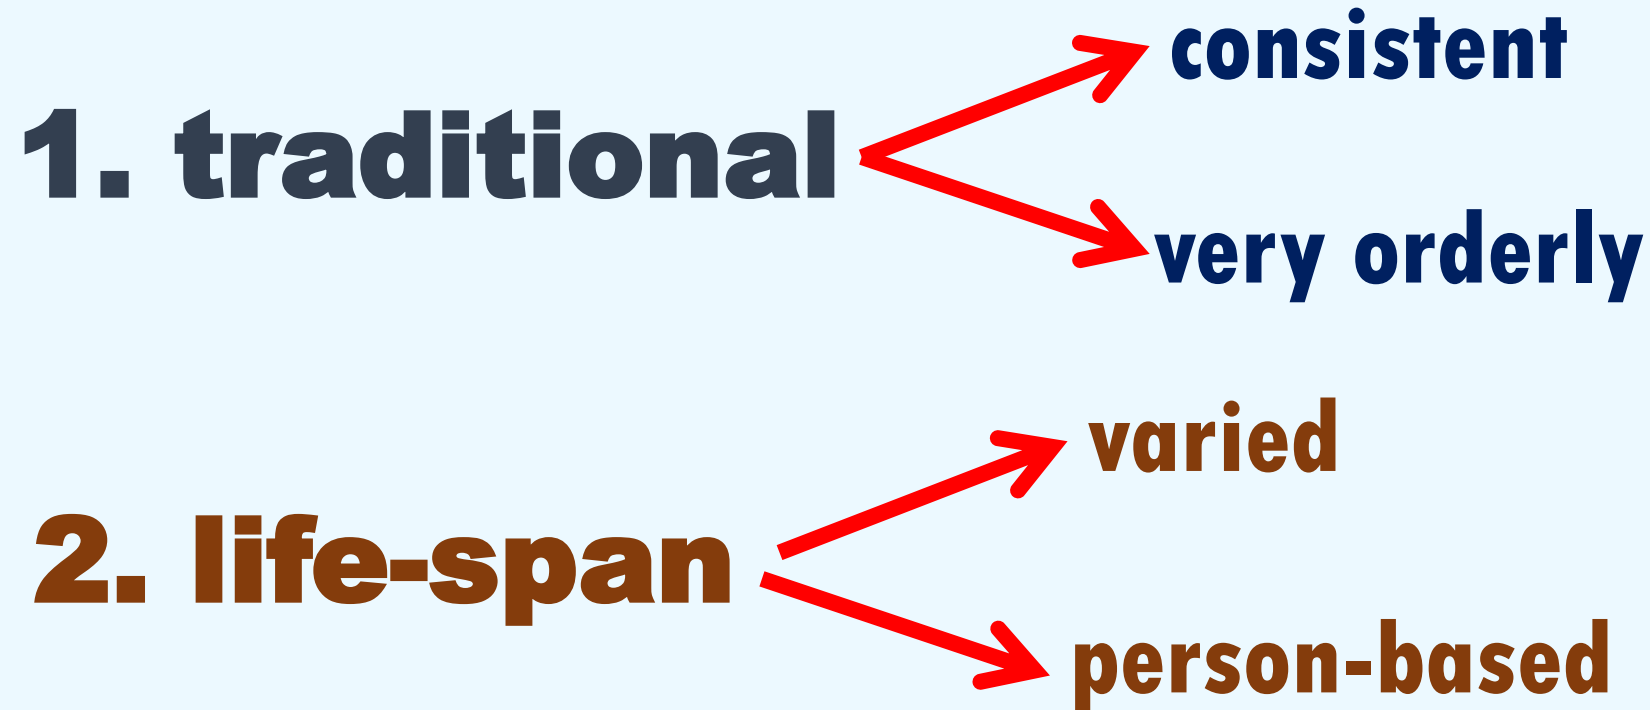 1. traditional
consistent
very orderly
2. life-span
varied
person-based